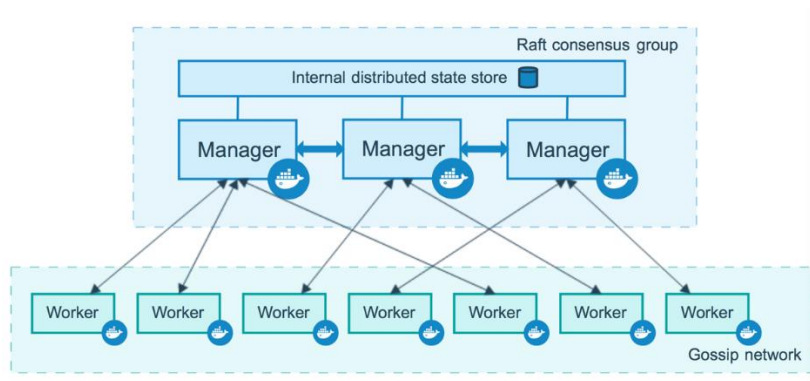 Raft consensus group
Internal distributed state store
Manager
Manager
Manager
Worker
Worker
Worker
Worker
Worker
Worker
Worker
Gossip network